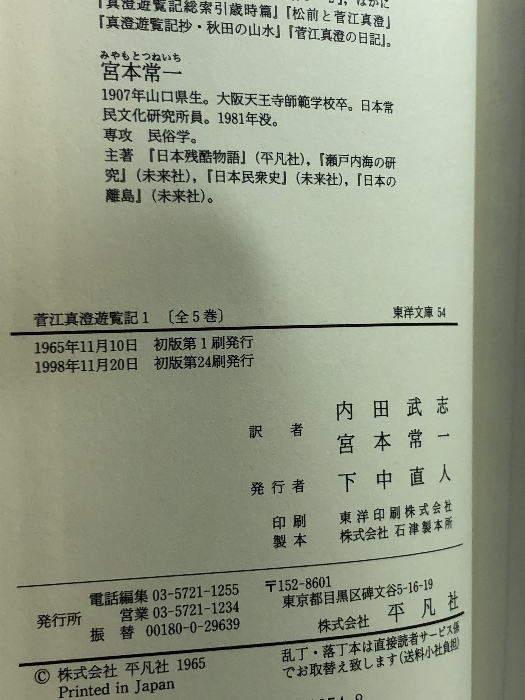 『真澄遊覧記総索引歳時篇』『松前と菅江真澄』
『真澄遊覧記抄・秋田の山水』『菅江真澄の日記』。
みやもとつねいち
宮本常一
1907年山口県生。大阪天王寺師範学校卒。日本常
民文化研究所員。1981年没。
専攻 民俗学。
主著 『日本残酷物語』(平凡社),『瀬戸内海の研
究』(未来社),『日本民衆史』(未来社),『日本の
離島』(未来社)。
菅江真澄遊覧記1 〔全5巻〕 東洋文庫 54
1965年11月10日 初版第1刷発行
1998年11月20日 初版第24刷発行
訳者 内田武志
宮本常一
発行者 下中直人
印刷 東洋印刷株式会社
製本 株式会社 石津製本所
発行所
電話編集 03-5721-1255
営業 03-5721-1234
振替 00180-0-29639
〒152-8601
東京都目黒区碑文谷5-16-19
株式会社 平凡社
© 株式会社 平凡社 1965
Printed in Japan
乱丁・落丁本は直接読者サービス係
でお取替え致します(送料小社負担)